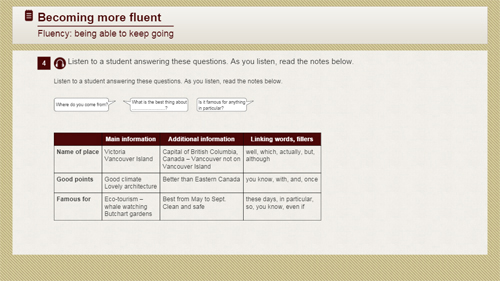 Becoming more fluent
Fluency: being able to keep going
4 Listen to a student answering these questions. As you listen, read the notes below.
Listen to a student answering these questions. As you listen, read the notes below.
Where do you come from?
What is the best thing about
...?
Is it famous for anything
in particular?
Main information Additional information Linking words, fillers
Name of place Victoria Capital of British Columbia, well, which, actually, but,
Vancouver Island Canada – Vancouver not on although
Vancouver Island
Good points Good climate Better than Eastern Canada you know, with, and, once
Lovely architecture
Famous for Eco-tourism – Best from May to Sept. these days, in particular,
whale watching Clean and safe so, you know, even if
Butchart gardens